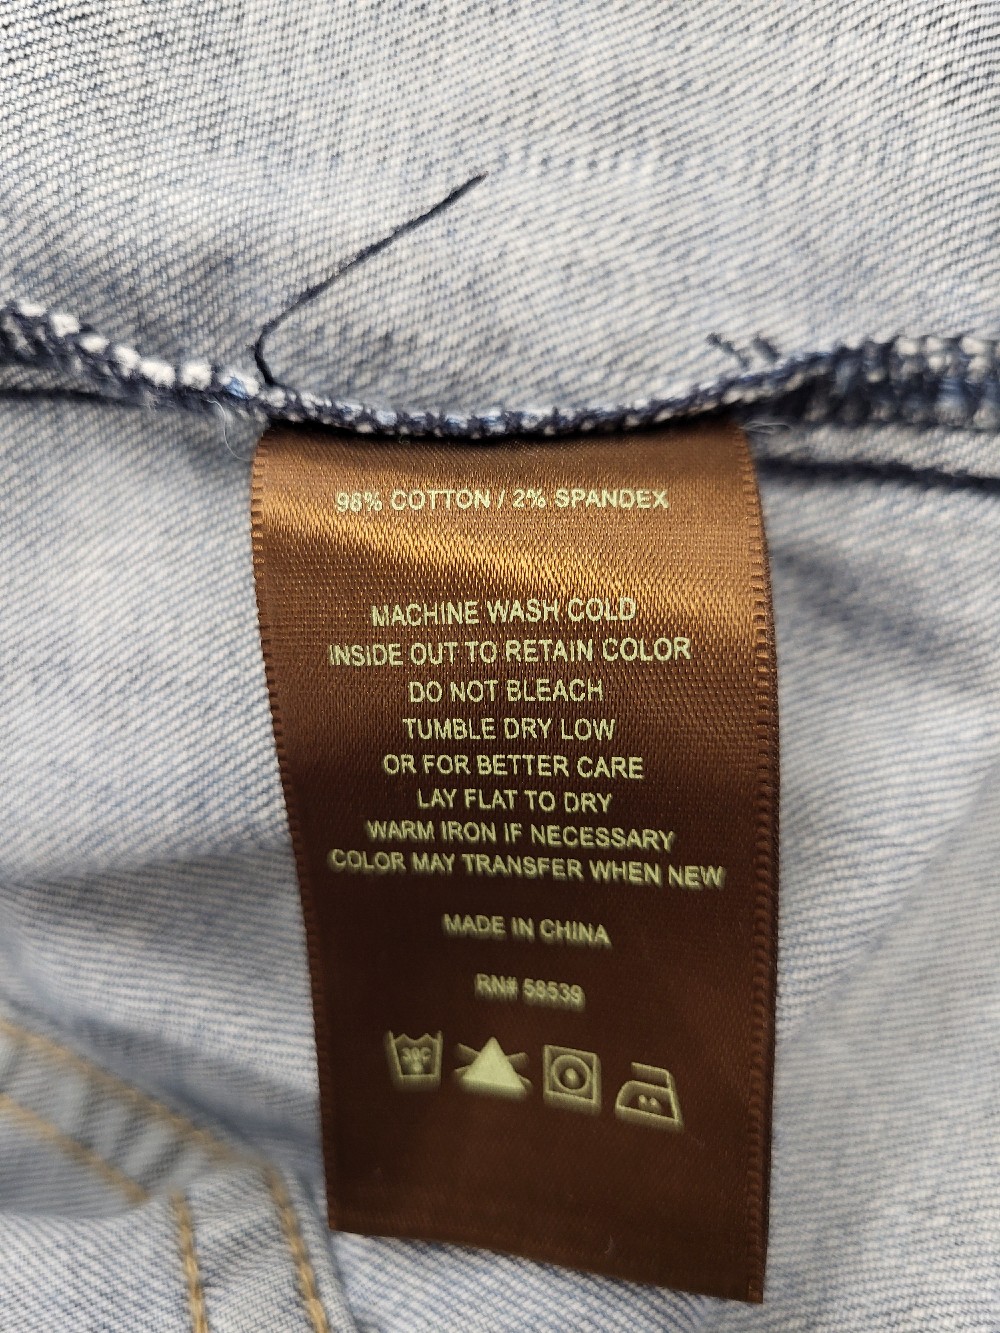 98% COTTON / 2% SPANDEX
MACHINE WASH COLD
INSIDE OUT TO RETAIN COLOR
DO NOT BLEACH
TUMBLE DRY LOW
OR FOR BETTER CARE
LAY FLAT TO DRY
WARM IRON IF NECESSARY
COLOR MAY TRANSFER WHEN NEW
MADE IN CHINA
RN# 58539
30C